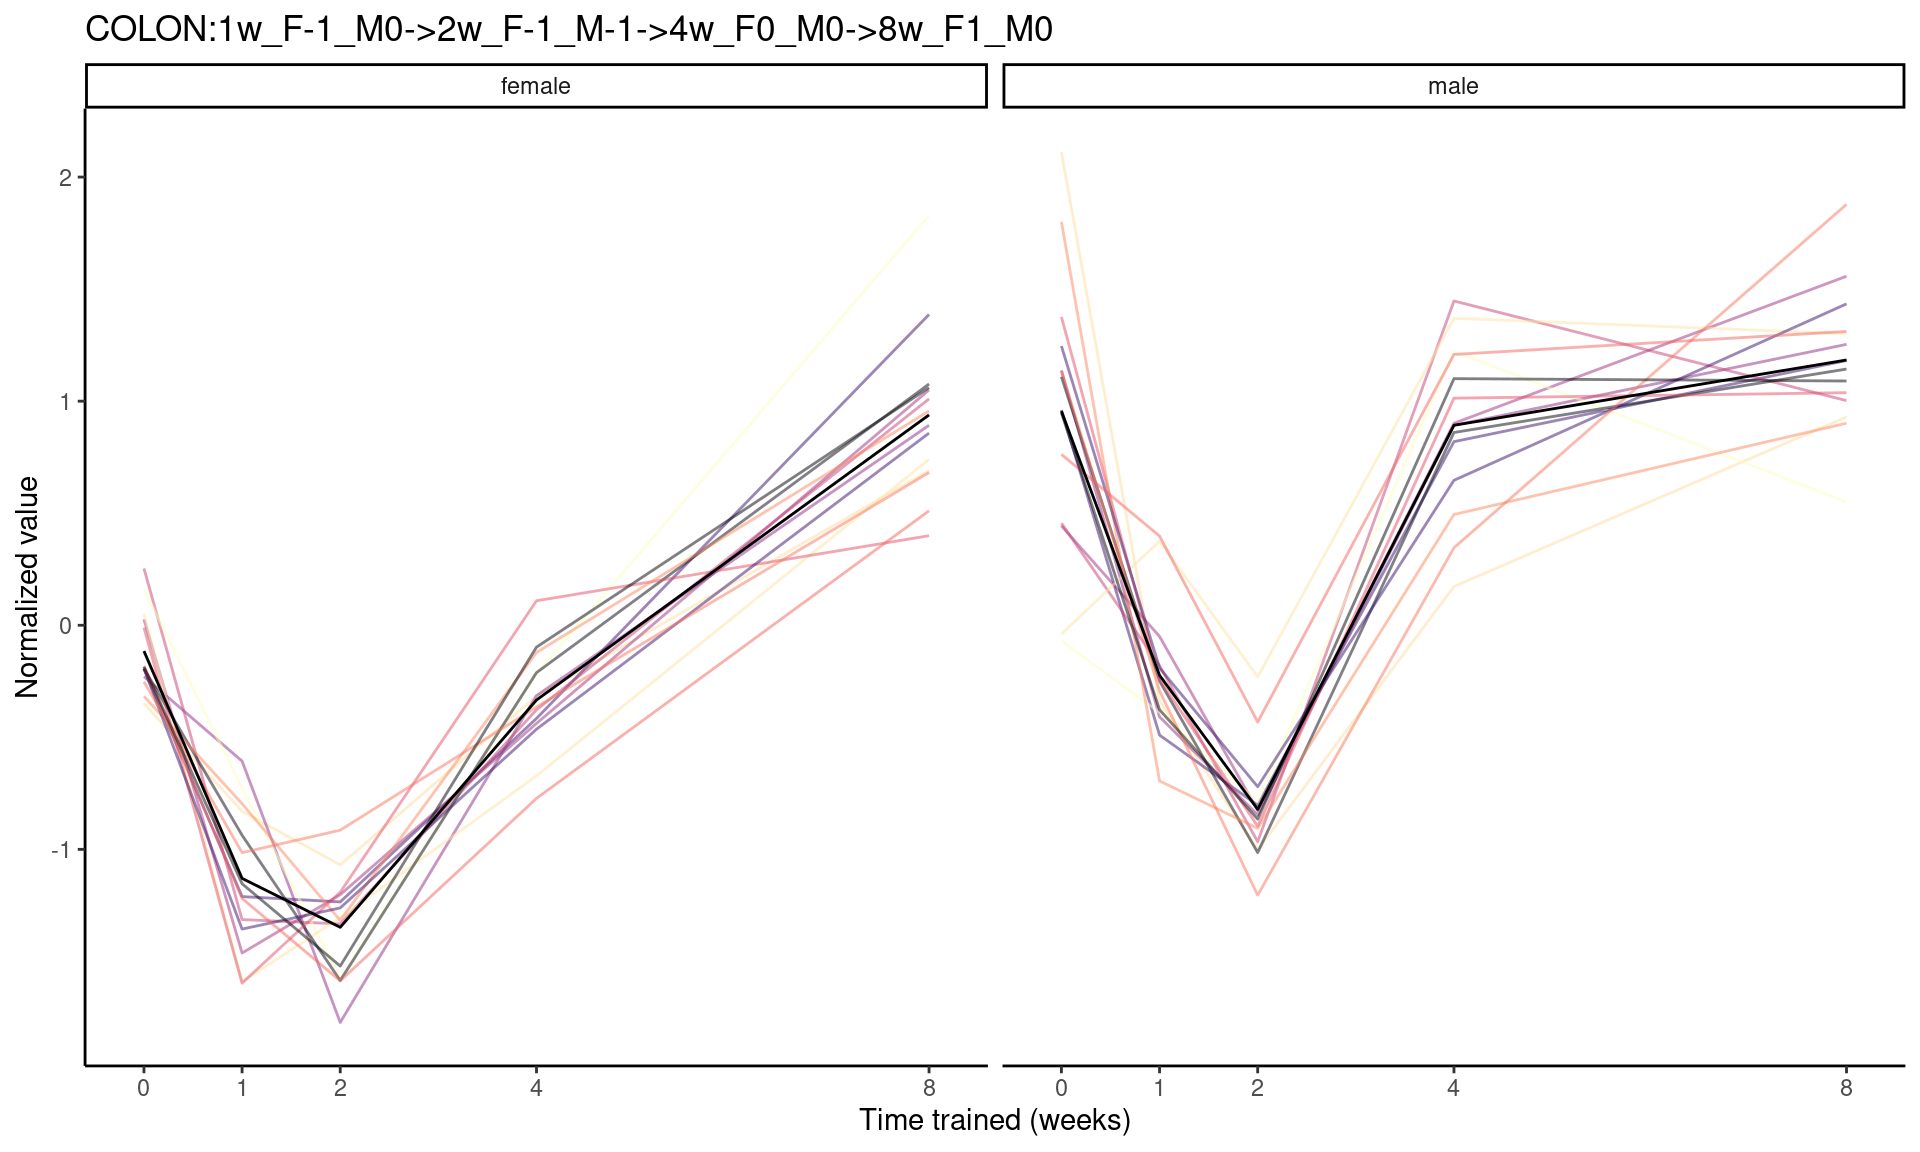 COLON:1w_F-1_M0->2w_F-1_M-1->4w_F0_M0->8w_F1_M0
female
male
Normalized value
2
1
0
-1
0 1 2 4 8
0 1 2 4 8
Time trained (weeks)